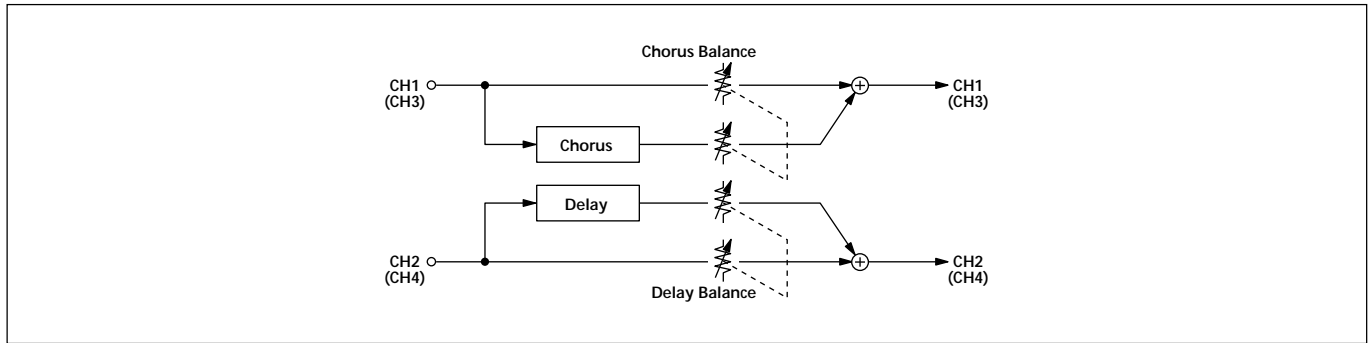 Chorus Balance
CH1
(CH3)
CH1
(CH3)
Chorus
Delay
CH2
(CH4)
CH2
(CH4)
Delay Balance